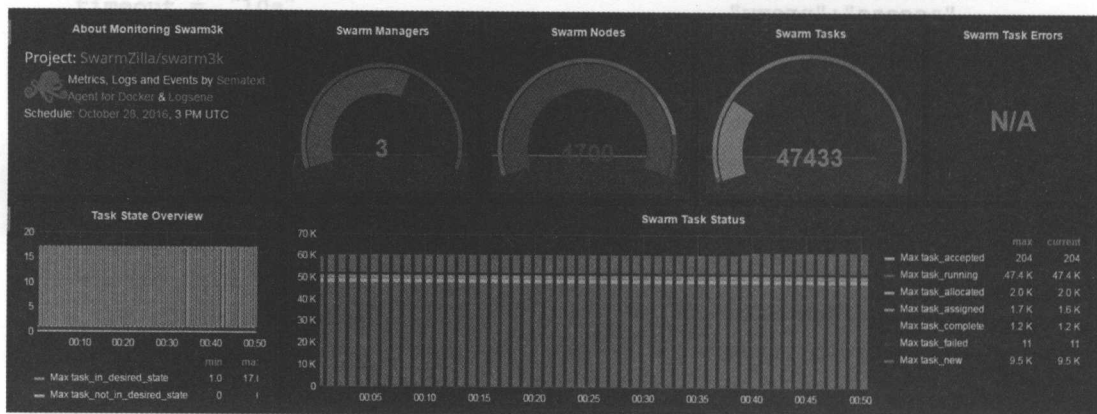 About Monitoring Swarm3k
Project: SwarmZilla/swarm3k
Metrics, Logs and Events by Sematext
Agent for Docker & Logsene
Schedule: October 28, 2016, 3 PM UTC
Swarm Managers
3
Swarm Nodes
4700
Swarm Tasks
47433
Swarm Task Errors
N/A
Task State Overview
20
15
10
5
0
00:10 00:20 00:30 00:40 00:50
min
Max task_in_desired_state 1.0 17.
Max task_not_in_desired_state 0
Swarm Task Status
70 K
60 K
50 K
40 K
30 K
20 K
10 K
0
00:05 00:10 00:15 00:20 00:25 00:30 00:35 00:40 00:45 00:50
max current
Max task_accepted 204 204
Max task_running 47.4 K 47.4 K
Max task_allocated 2.0 K 2.0 K
Max task_assigned 1.7 K 1.6 K
Max task_complete 1.2 K 1.2 K
Max task_failed 11 11
Max task_new 9.5 K 9.5 K